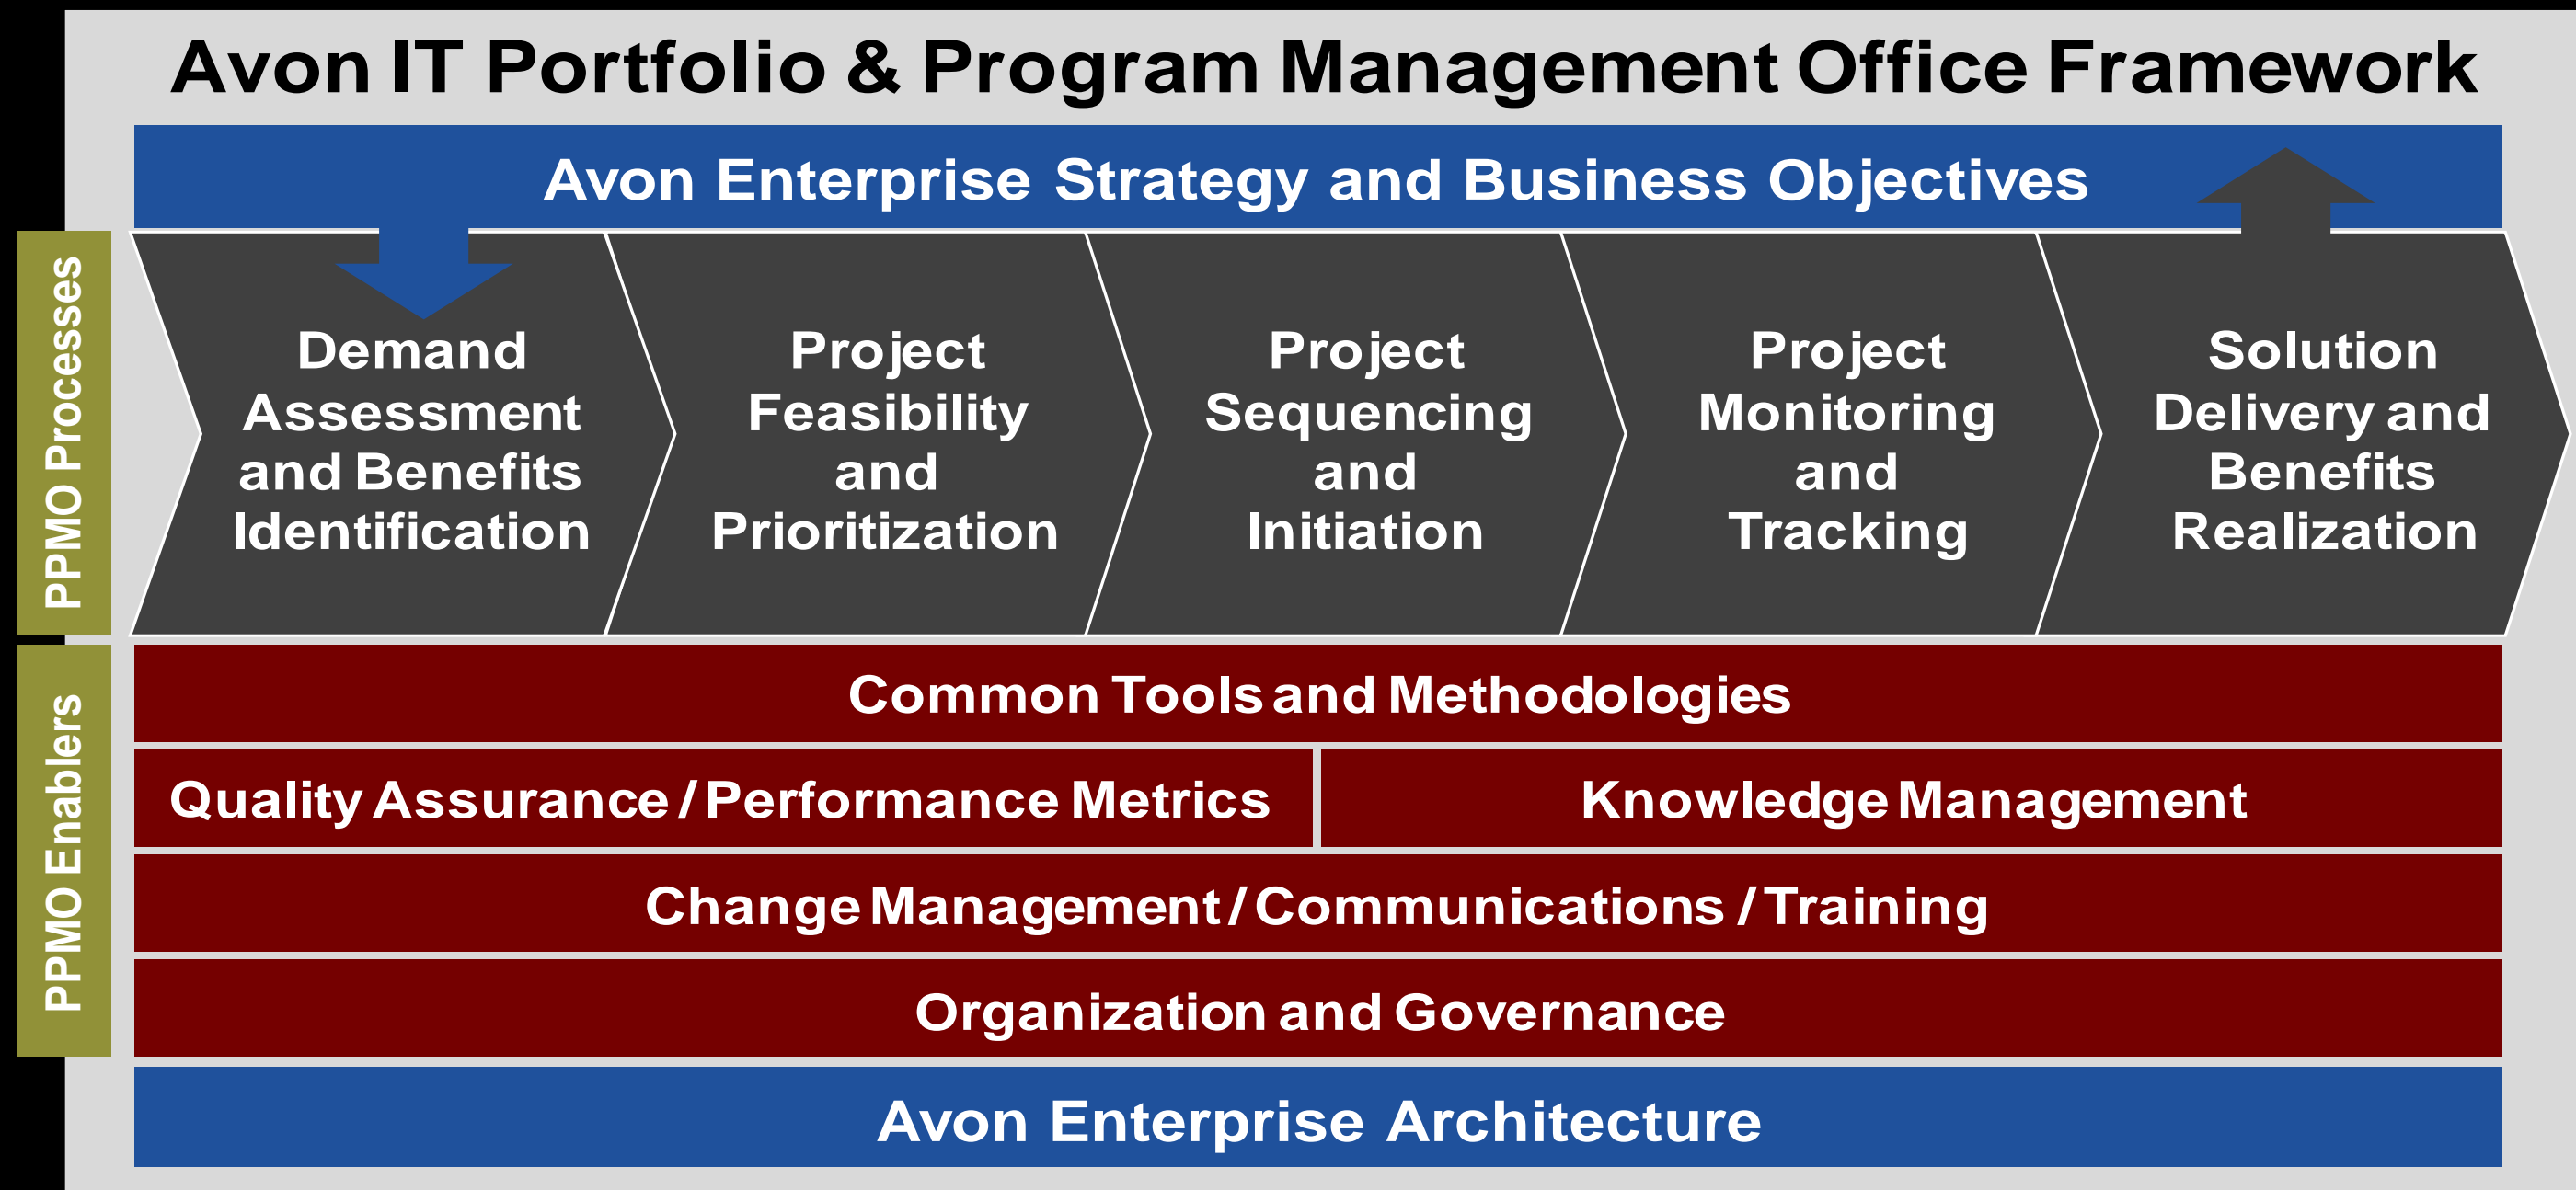 Avon IT Portfolio & Program Management Office Framework
Avon Enterprise Strategy and Business Objectives
PPMO Processes
Demand
Assessment
and Benefits
Identification
Project
Feasibility
and
Prioritization
Project
Sequencing
and
Initiation
Project
Monitoring
and
Tracking
Solution
Delivery and
Benefits
Realization
PPMO Enablers
Common Tools and Methodologies
Quality Assurance / Performance Metrics
Knowledge Management
Change Management / Communications / Training
Organization and Governance
Avon Enterprise Architecture